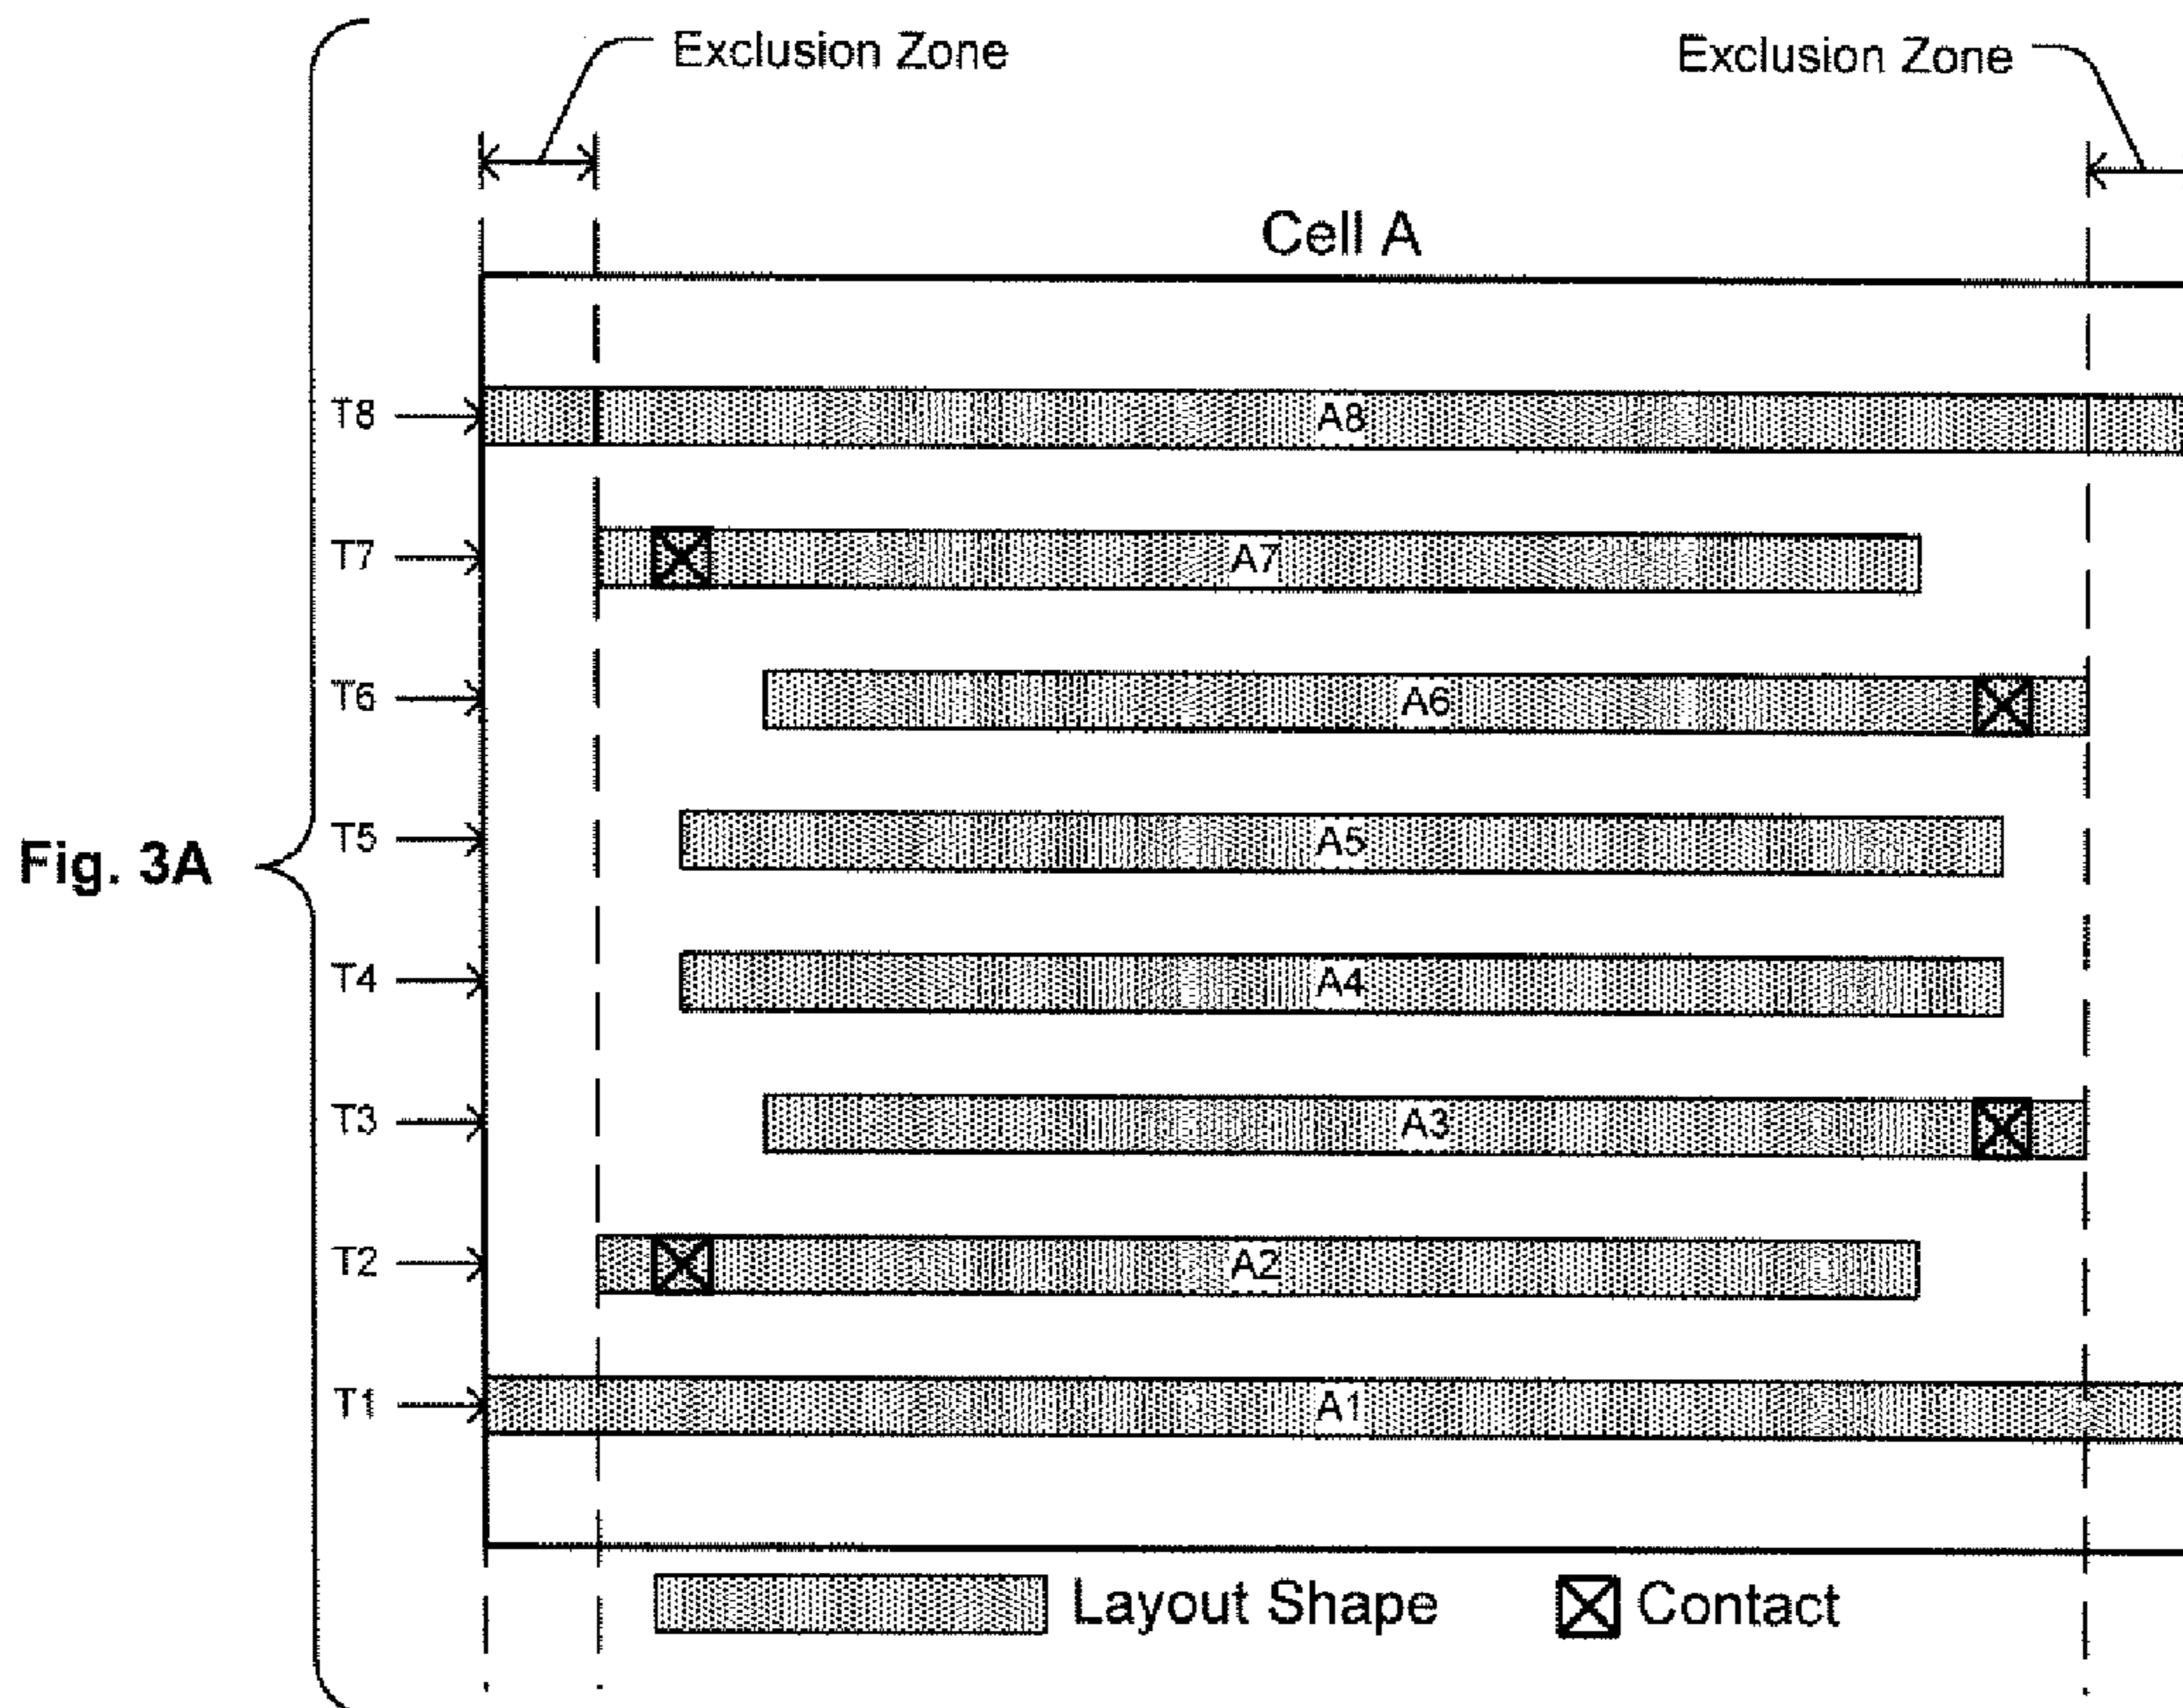 Exclusion Zone
Exclusion Zone
Cell A
T8
A8
T7
A7
T6
A6
Fig. 3A
T5
A5
T4
A4
T3
A3
T2
A2
T1
A1
Layout Shape
Contact